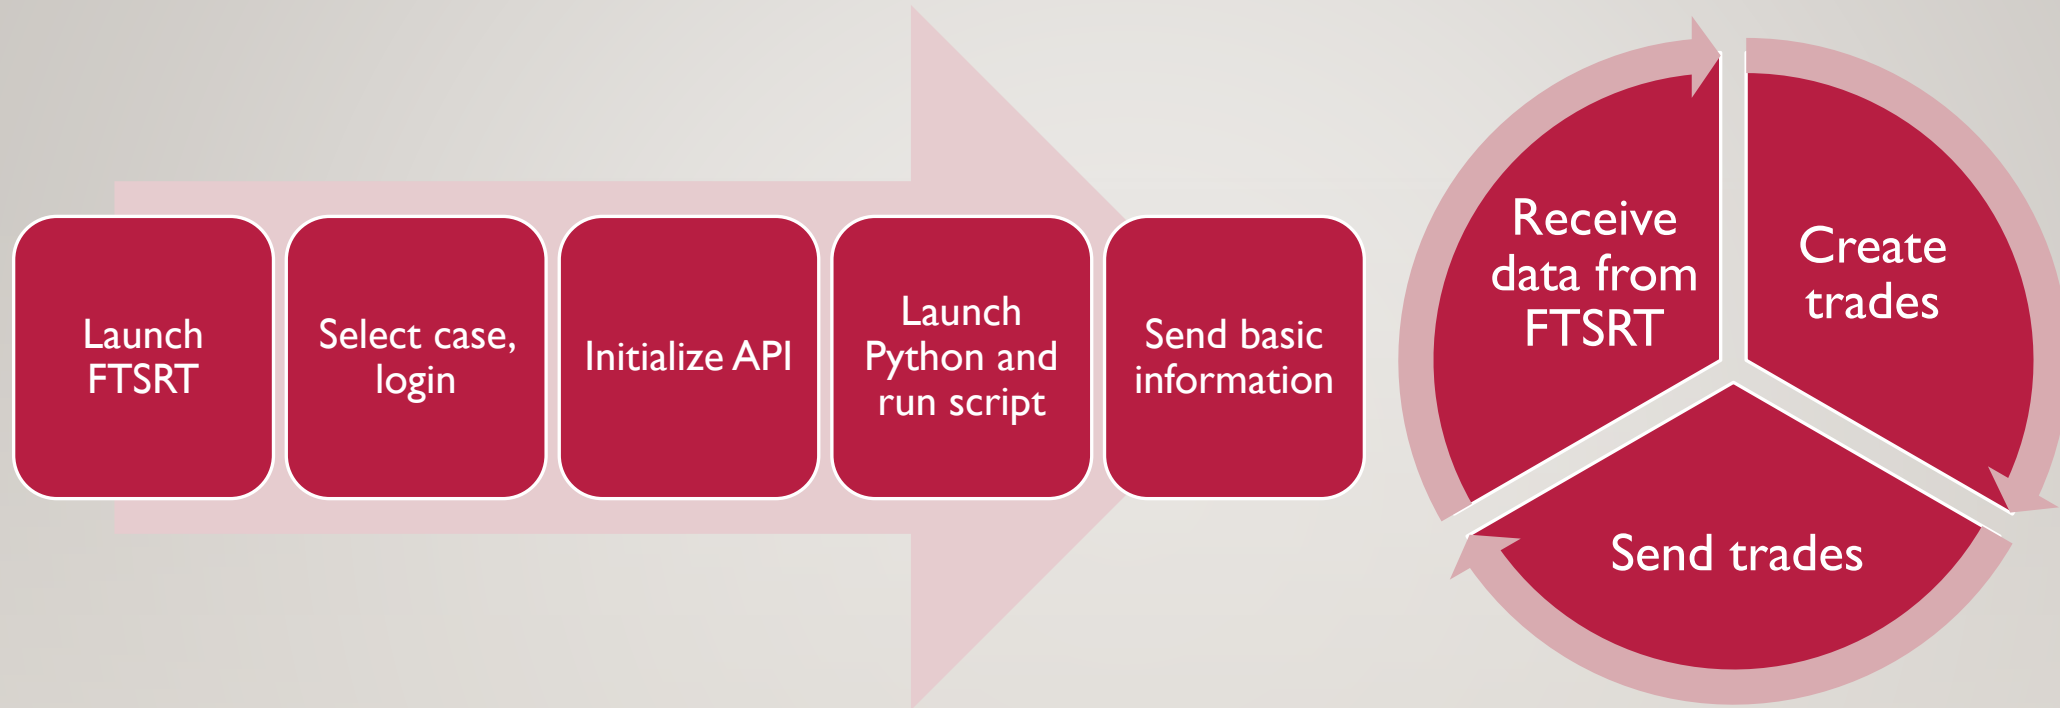 Launch
FTSRT
Select case,
login
Initialize API
Launch
Python and
run script
Send basic
information
Receive
data from
FTSRT
Create
trades
Send trades